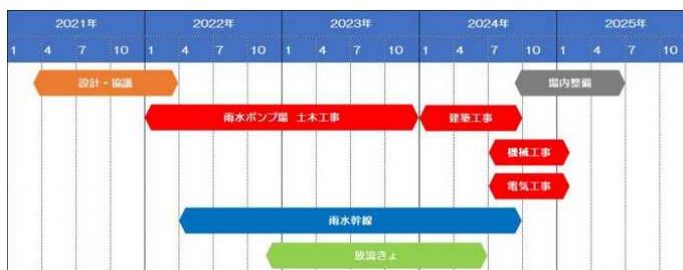 2021年 2022年 2023年 2024年 2025年
1 4 7 10 1 4 7 10 1 4 7 10 1 4 7 10 1 4 7 10
設計・協議
場内整備
雨水ポンプ場 土木工事
建築工事
機械工事
電気工事
雨水幹線
放流きょ